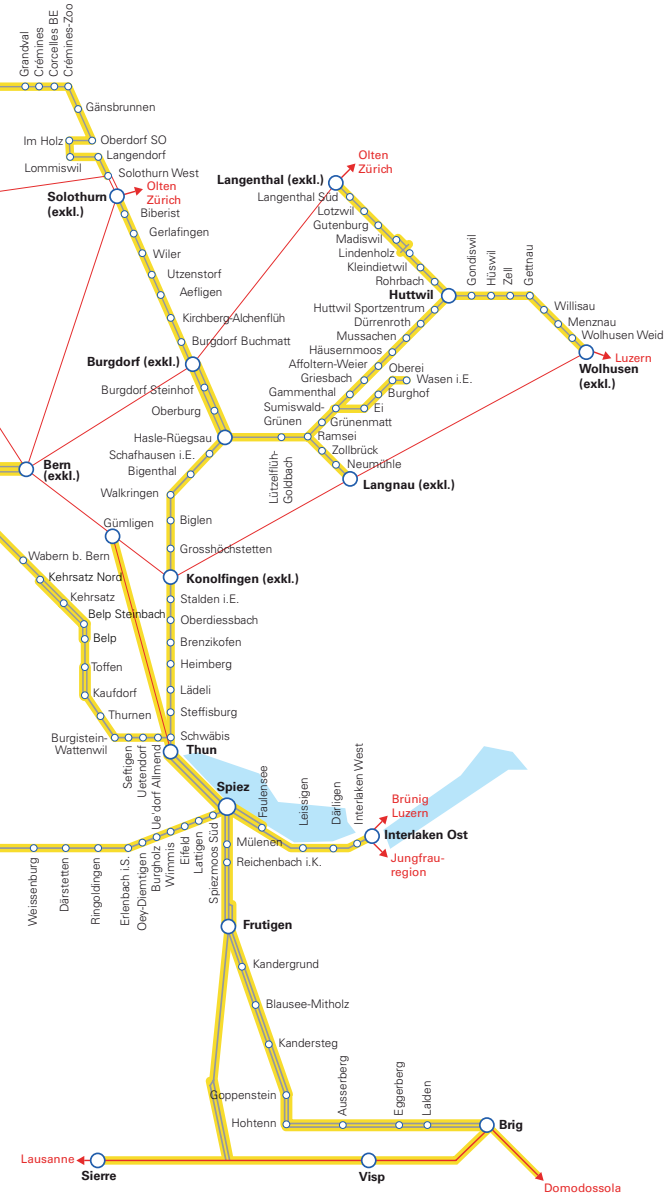 Grandval
Crémines
Corcelles BE
Crémines-Zoo
Gänsbrunnen
Im Holz
Oberdorf SO
Langendorf
Lommiswil
Solothurn West
Solothurn
(exkl.)
Olten
Zürich
Biberist
Gerlafingen
Wiler
Utzenstorf
Aefligen
Kirchberg-Alchenflüh
Burgdorf Buchmatt
Burgdorf (exkl.)
Burgdorf Steinhof
Oberburg
Hasle-Rüegsau
Schafhausen i.E.
Bigenthal
Walkringen
Biglen
Grosshöchstetten
Konolfingen (exkl.)
Stalden i.E.
Oberdiessbach
Brenzikofen
Heimberg
Lädeli
Steffisburg
Schwäbis
Thun
Olten
Zürich
Langenthal (exkl.)
Langenthal Süd
Lotzwil
Gutenburg
Madiswil
Lindenholz
Kleindietwil
Rohrbach
Huttwil
Gondiswil
Hüswil
Zell
Gettnau
Willisau
Menznau
Wolhusen Weid
Luzern
Wolhusen
(exkl.)
Huttwil Sportzentrum
Dürrenroth
Mussachen
Häusernmoos
Affoltern-Weier
Griesbach
Gammenthal
Sumiswald-
Grünen
Oberei
Wasen i.E.
Burghof
Ei
Grünenmatt
Ramsei
Zollbrück
Neumühle
Langnau (exkl.)
Lützelflüh-
Goldbach
Bern
(exkl.)
Gümligen
Wabern b. Bern
Kehrsatz Nord
Kehrsatz
Belp Steinbach
Belp
Toffen
Kaufdorf
Thurnen
Burgistein-
Wattenwil
Seftigen
Uetendorf
Ue'dorf Allmend
Spiez
Faulensee
Leissigen
Därligen
Interlaken West
Brünig
Luzern
Interlaken Ost
Jungfrau-
region
Weissenburg
Därstetten
Ringoldingen
Erlenbach i.S.
Oey-Diemtigen
Burgholz
Wimmis
Eifeld
Lattigen
Spiezmoos Süd
Mülenen
Reichenbach i.K.
Frutigen
Kandergrund
Blausee-Mitholz
Kandersteg
Goppenstein
Hohtenn
Ausserberg
Eggerberg
Lalden
Brig
Lausanne
Sierre
Visp
Domodossola